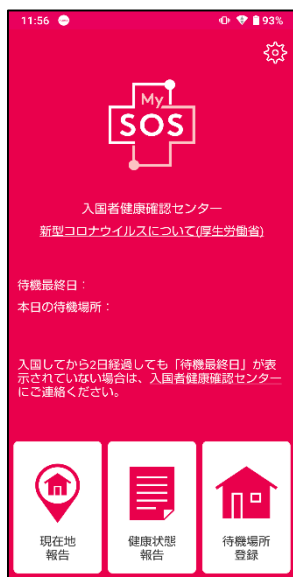 11:56
93%
My
SOS
入国者健康確認センター
新型コロナウイルスについて(厚生労働省)
待機最終日：
本日の待機場所：
入国してから2日経過しても「待機最終日」が表
示されていない場合は、入国者健康確認センター
にご連絡ください。
現在地
報告
健康状態
報告
待機場所
登録